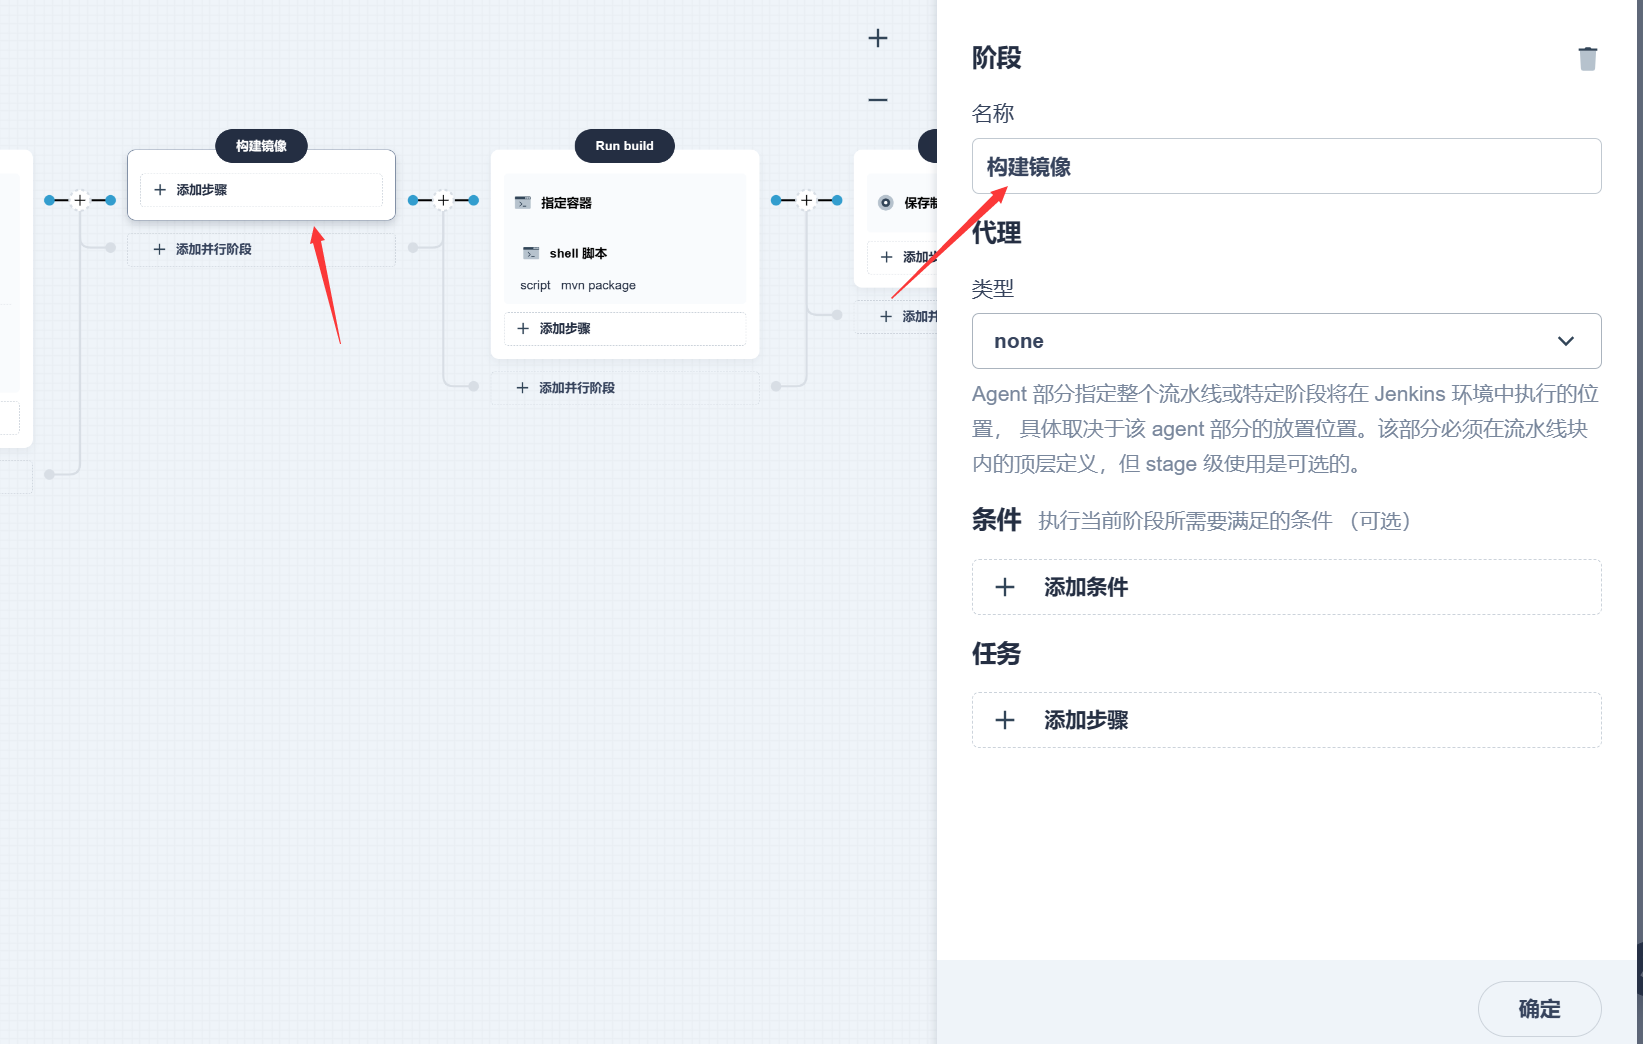 构建镜像
添加步骤
添加并行阶段
Run build
指定容器
shell 脚本
script mvn package
添加步骤
添加并行阶段
保存制
添加
添加并
阶段
名称
构建镜像
代理
类型
none
Agent 部分指定整个流水线或特定阶段将在 Jenkins 环境中执行的位
置， 具体取决于该 agent 部分的放置位置。该部分必须在流水线块
内的顶层定义，但 stage 级使用是可选的。
条件 执行当前阶段所需要满足的条件 （可选）
添加条件
任务
添加步骤
确定